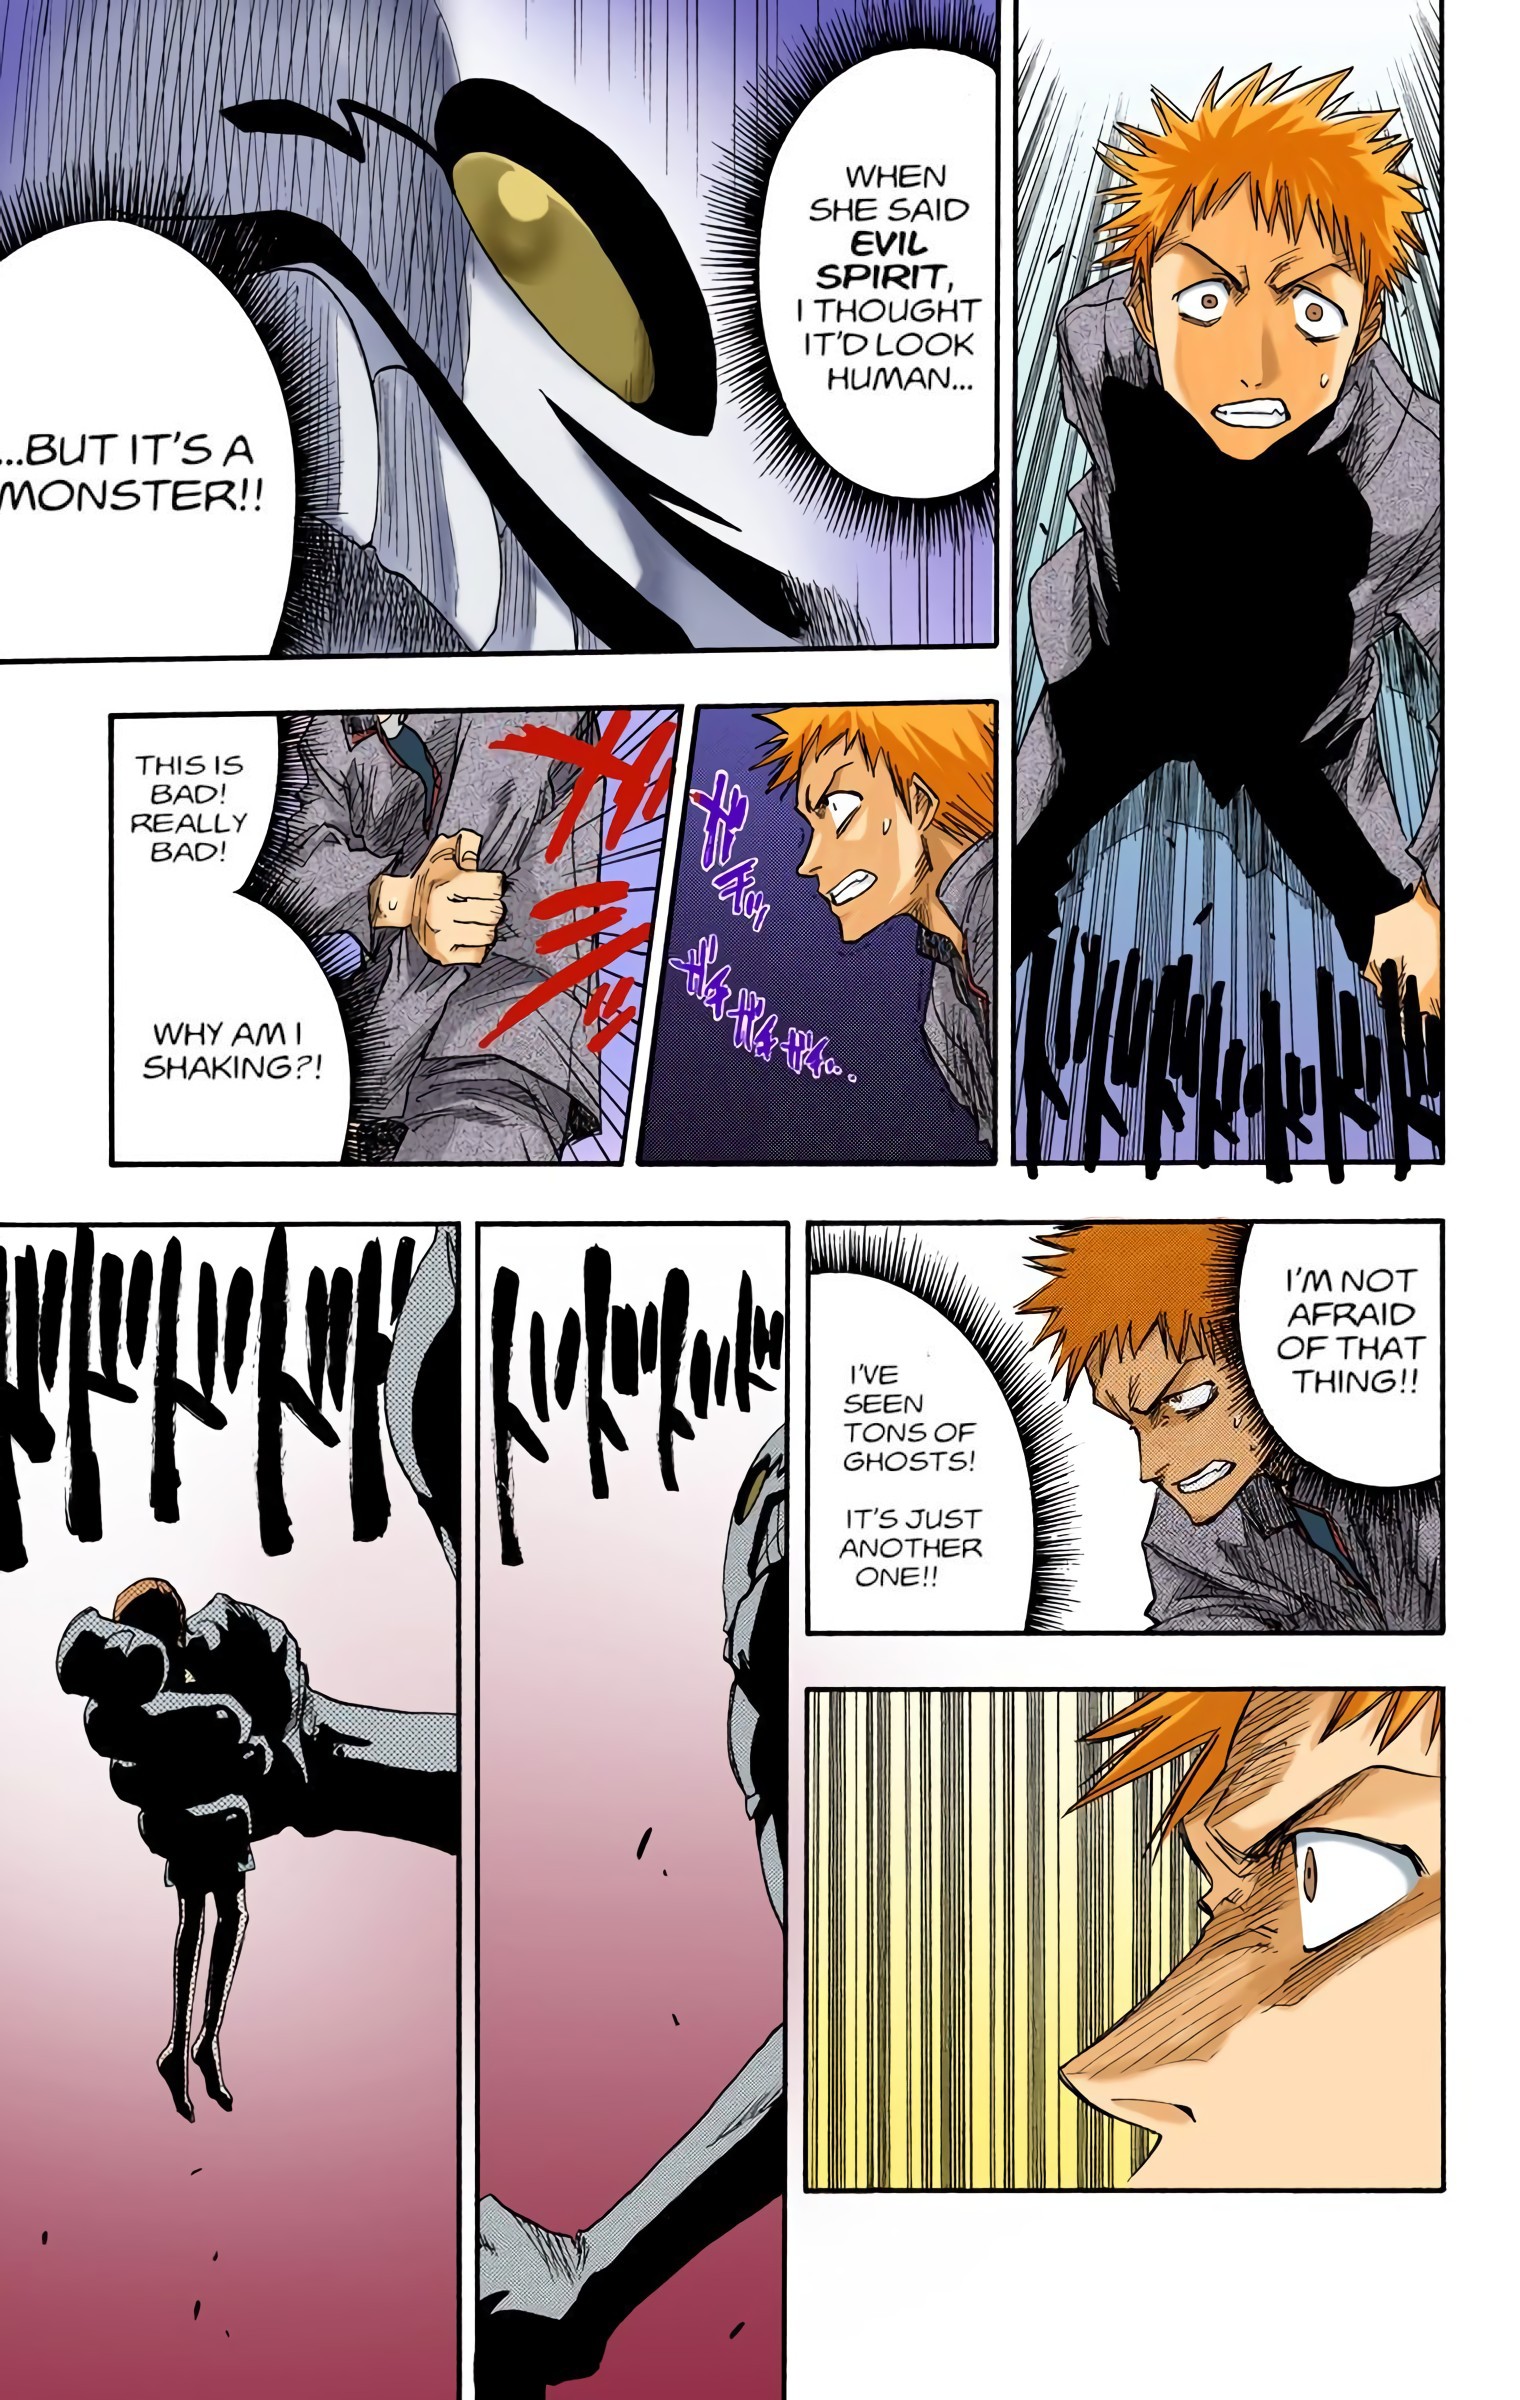 WHEN
SHE SAID
EVIL
SPIRIT,
I THOUGHT
IT'D LOOK
HUMAN...
...BUT IT'S A
MONSTER!!
THIS IS
BAD!
REALLY
BAD!
WHY AM I
SHAKING?!
I'M NOT
AFRAID
OF THAT
THING!!
I'VE
SEEN
TONS OF
GHOSTS!
IT'S JUST
ANOTHER
ONE!!